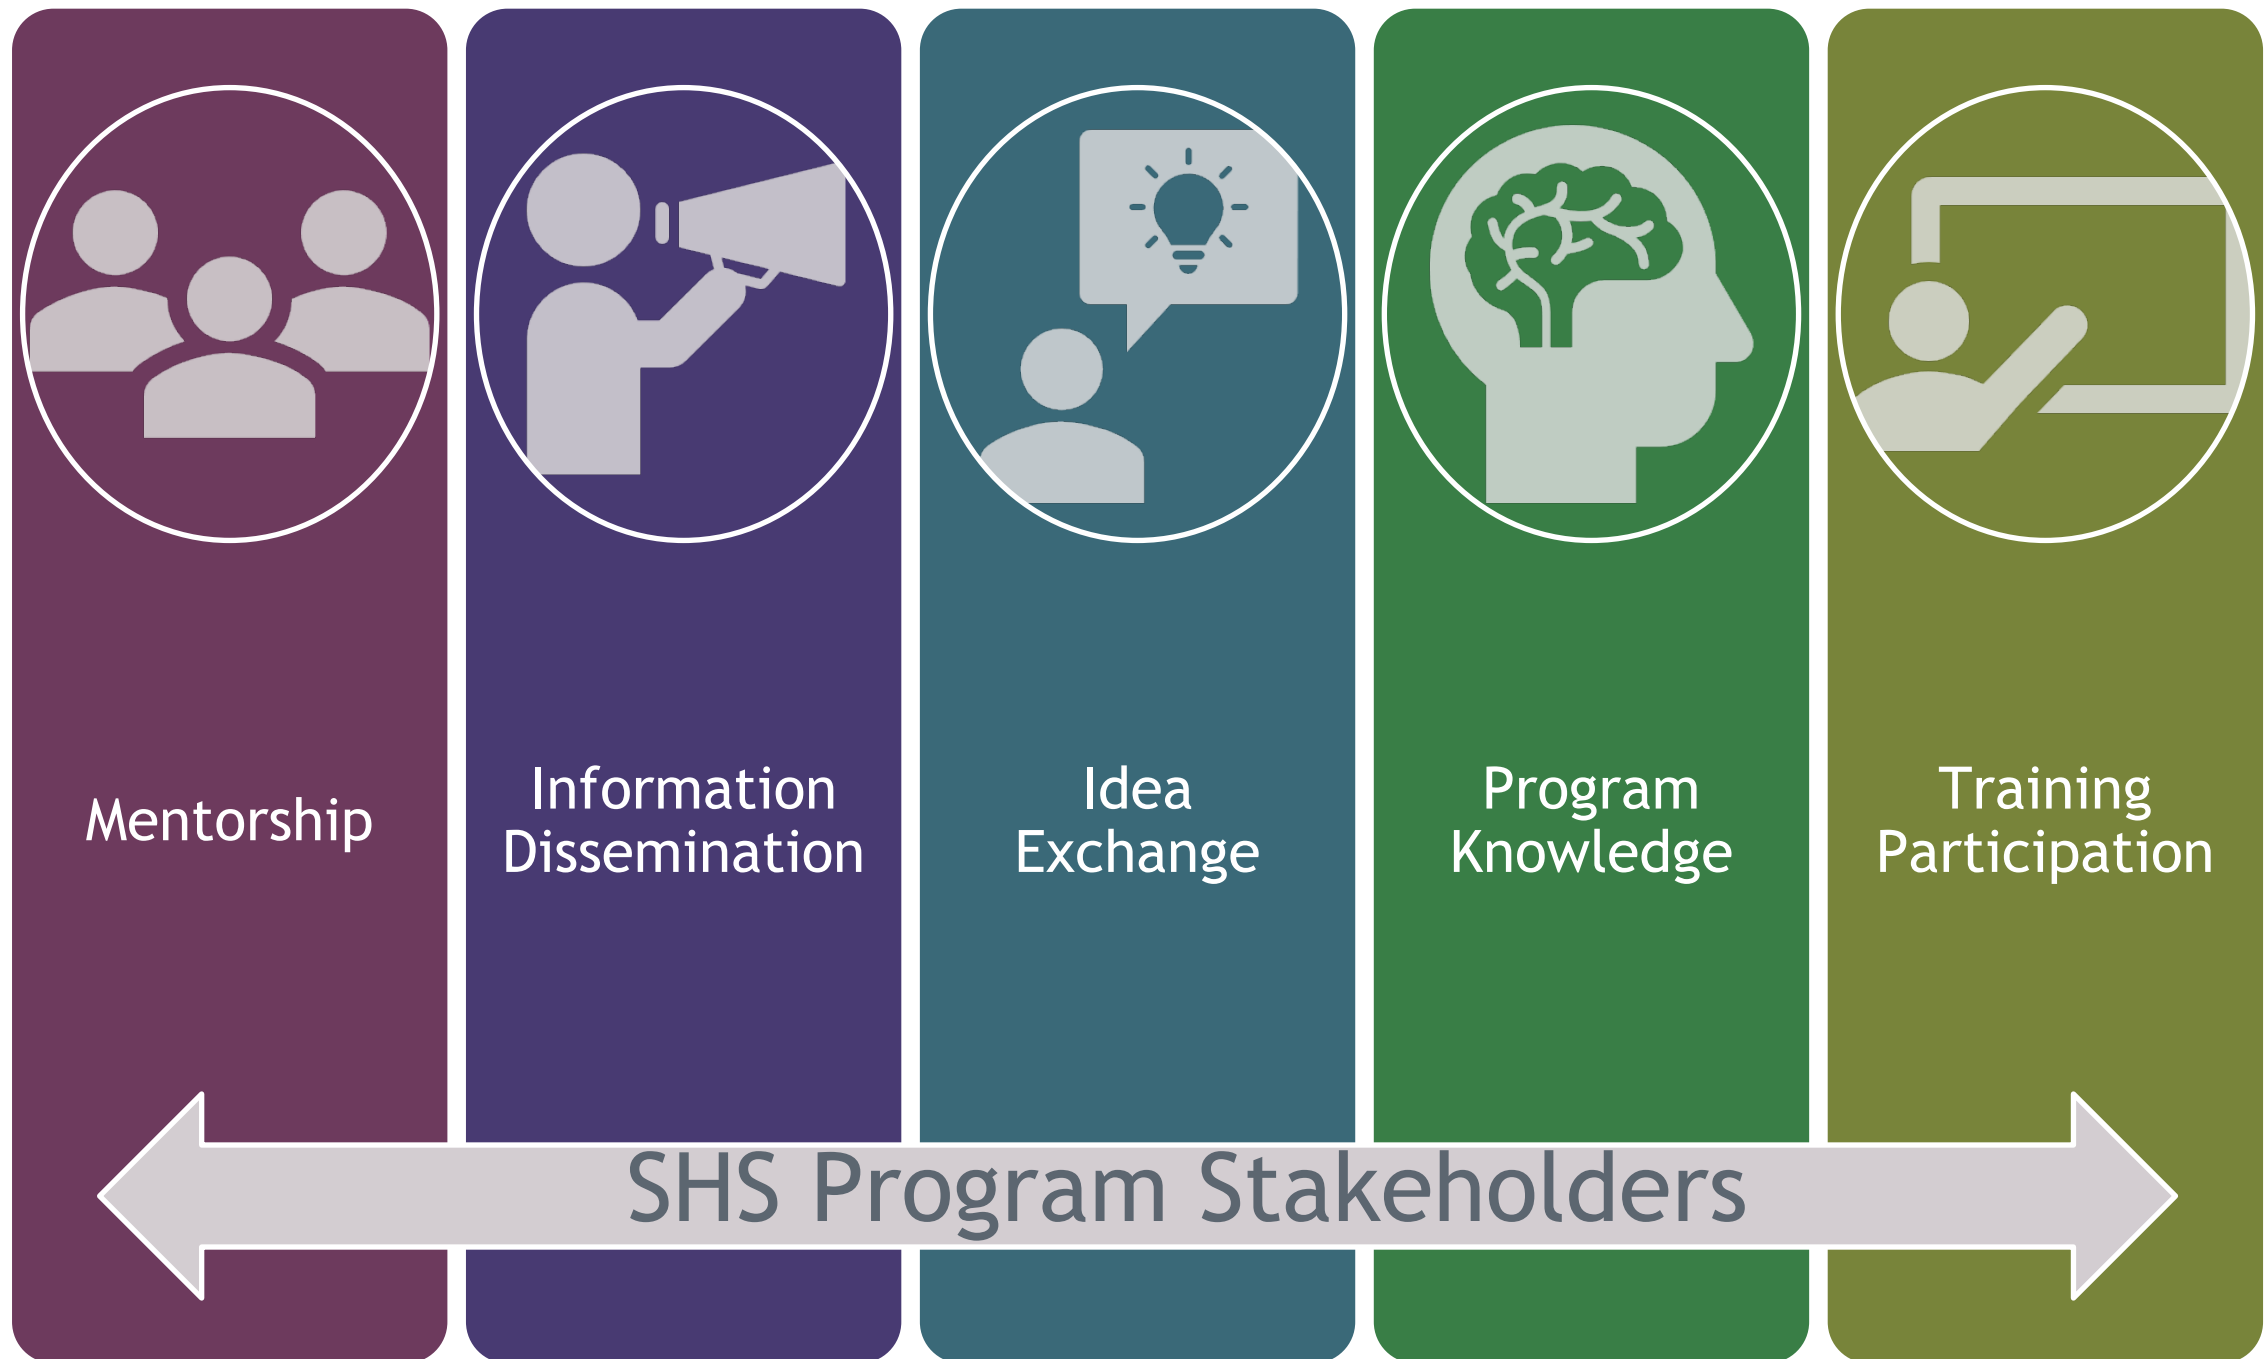 Mentorship
Information
Dissemination
Idea
Exchange
Program
Knowledge
Training
Participation
SHS Program Stakeholders